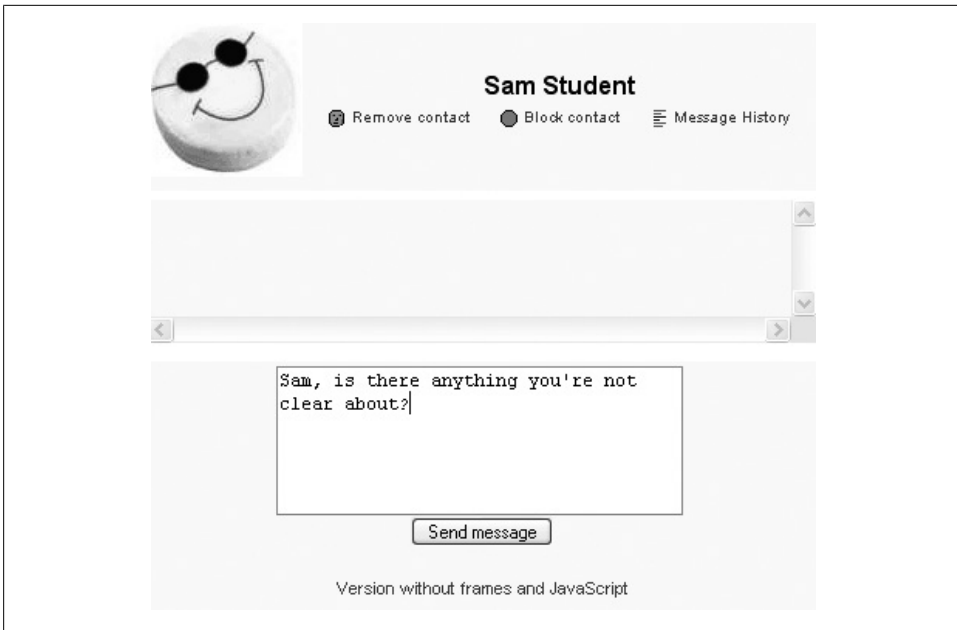 Sam Student
Remove contact Block contact Message History
Sam, is there anything you're not
clear about?
Send message
Version without frames and JavaScript